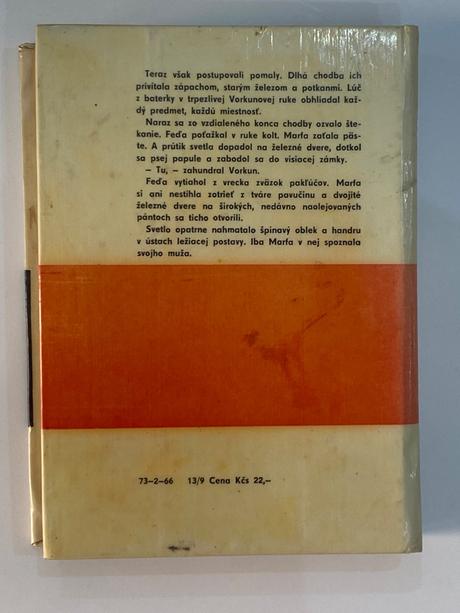 Teraz však postupovali pomaly. Dlhá chodba ich
privítala zápachom, starým železom a potkanmi. Lúč
z baterky v trpezlivej Vorkunovej ruke obhliadal kaž-
dý predmet, každú miestnosť.
Naraz sa zo vzdialeného konca chodby ozvalo šte-
kanie. Feďa poťažkal v ruke kolt. Marfa zaťala päs-
te. A prútik svetla dopadol na železné dvere, dotkol
sa psej papule a zabodol sa do visiacej zámky.
— Tu, — zahundral Vorkun.
Feďa vytiahol z vrecka zväzok pakľúčov. Marfa
si ani nestihla zotrieť z tváre pavučinu a dvojité
železné dvere na širokých, nedávno naolejovaných
pántoch sa ticho otvorili.
Svetlo opatrne nahmatalo špinavý oblek a handru
v ústach ležiacej postavy. Iba Marfa v nej spoznala
svojho muža.
73—2—66 13/9 Cena Kčs 22,—